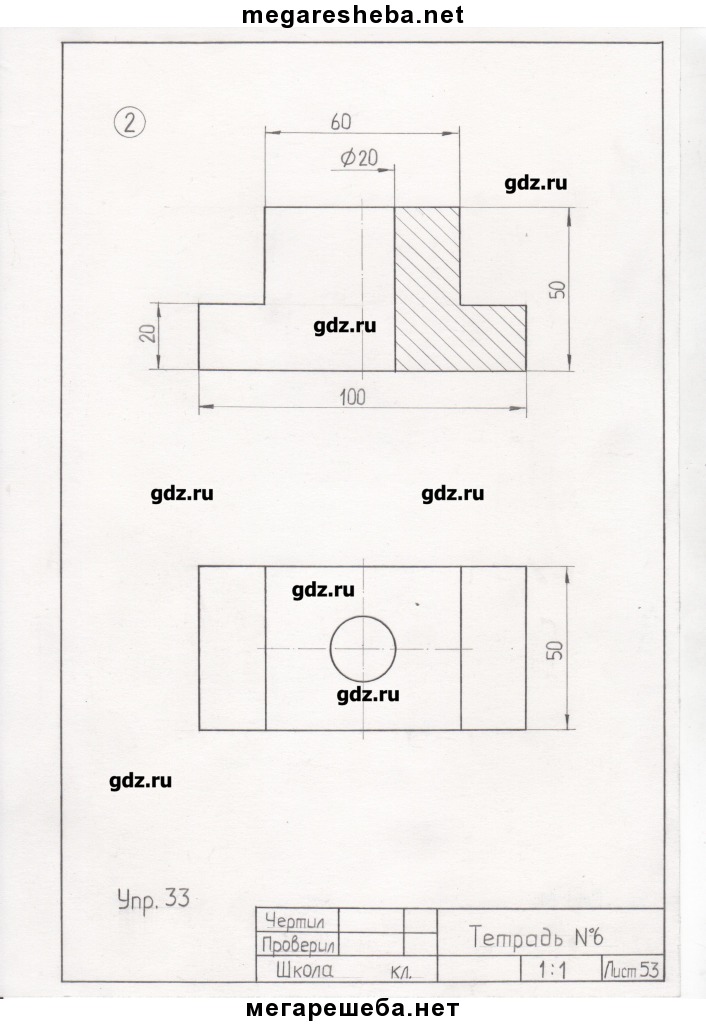 megaresheba.net
2
60
Ø20
gdz.ru
50
gdz.ru
20
100
gdz.ru
gdz.ru
gdz.ru
50
gdz.ru
gdz.ru
Упр. 33
Чертил
Проверил
Тетрадь №6
Школа кл.
1:1
Лист 53
мегарешеба.нет